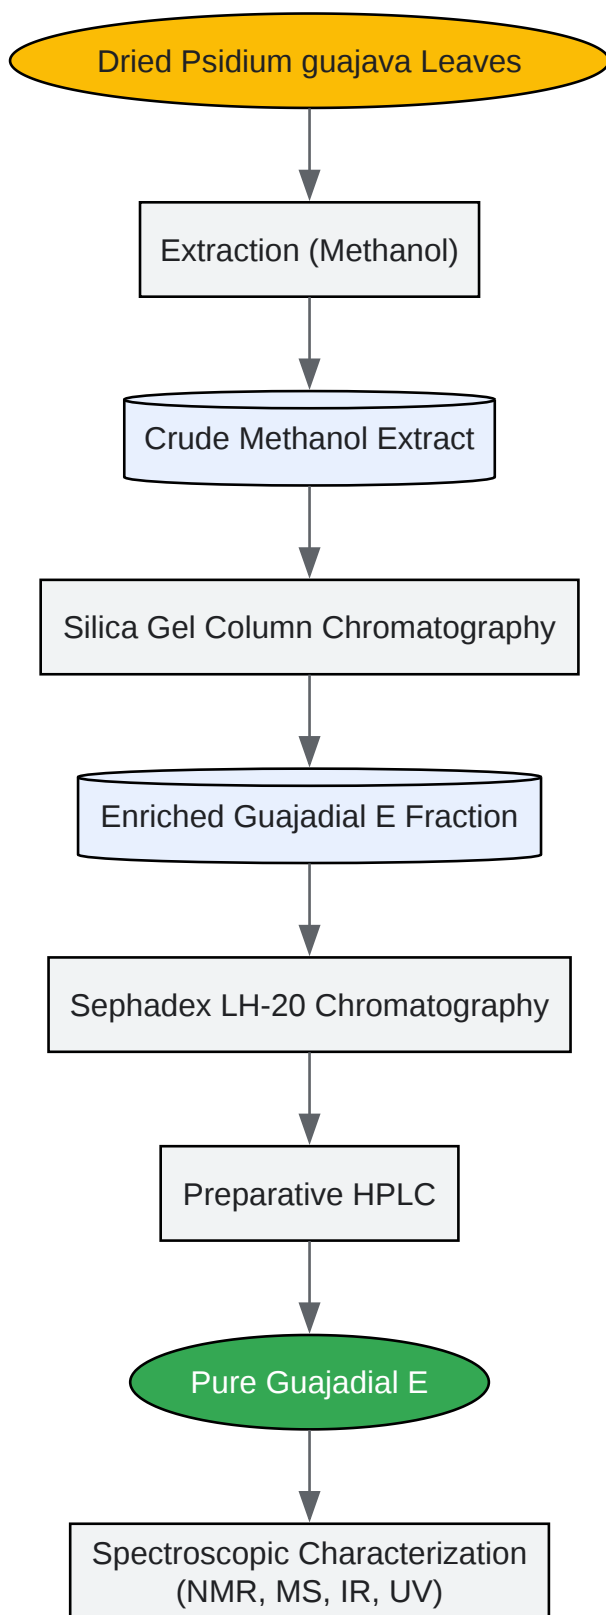 Dried Psidium guajava Leaves
Extraction (Methanol)
Crude Methanol Extract
Silica Gel Column Chromatography
Enriched Guajadial E Fraction
Sephadex LH-20 Chromatography
Preparative HPLC
Pure Guajadial E
Spectroscopic Characterization
(NMR, MS, IR, UV)